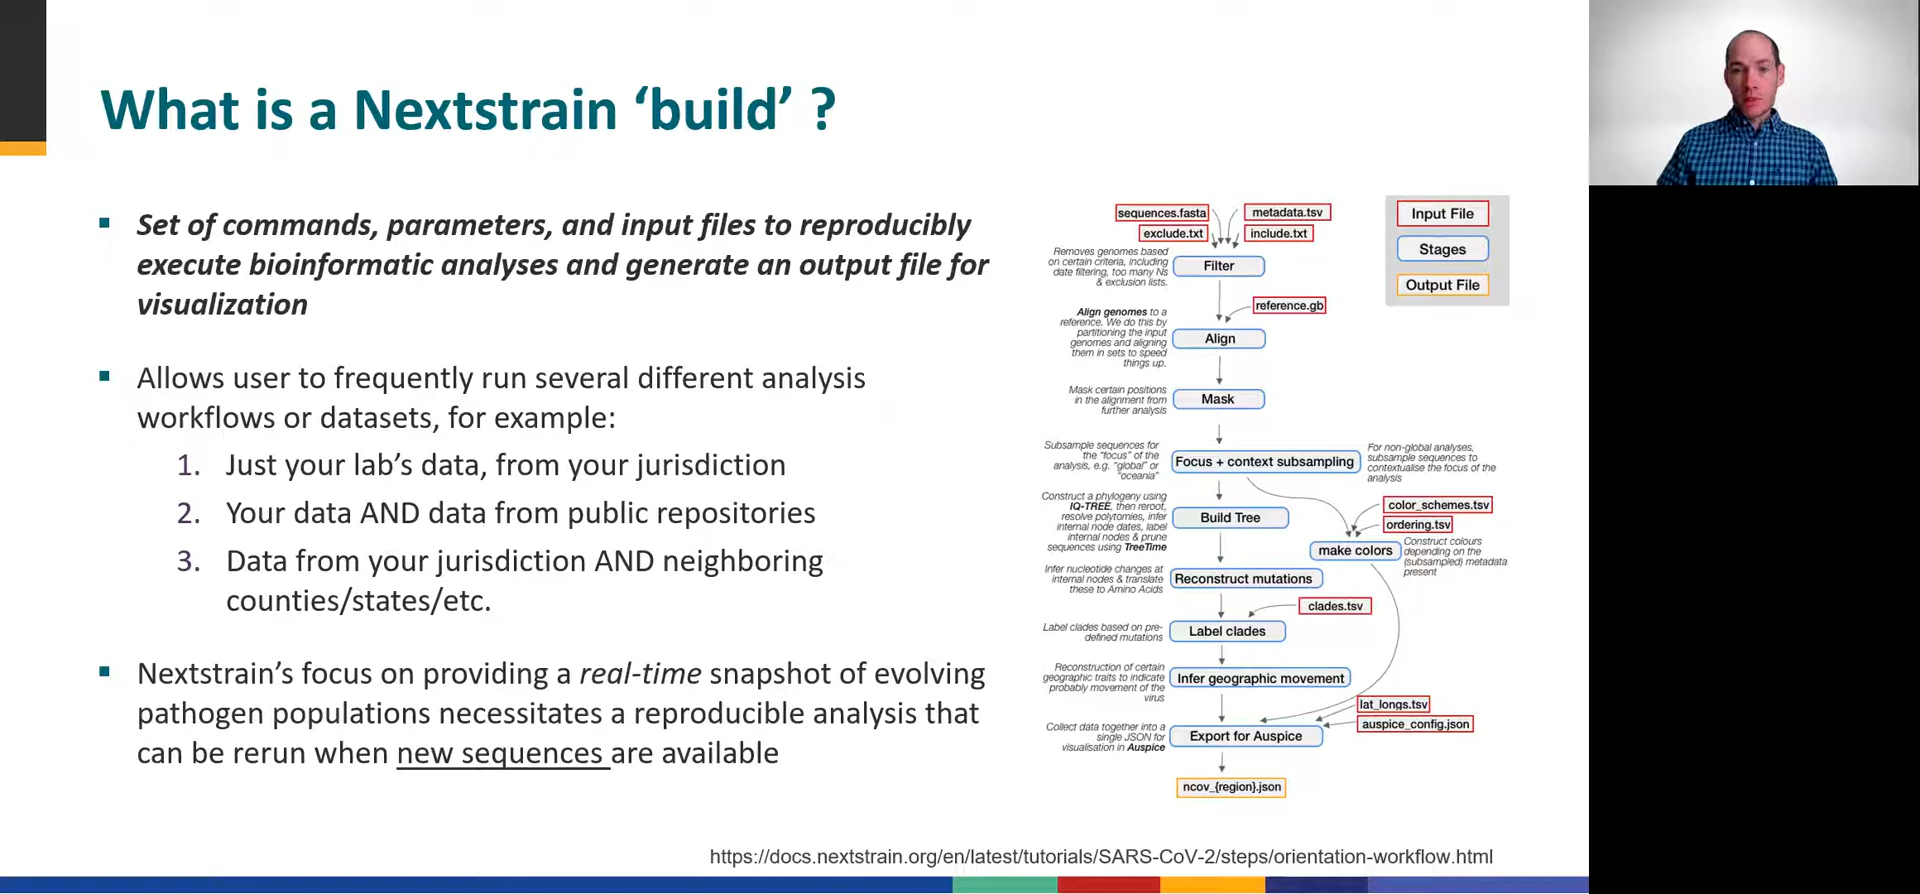 What is a Nextstrain ‘build’ ?
Set of commands, parameters, and input files to reproducibly
execute bioinformatic analyses and generate an output file for
visualization
Allows user to frequently run several different analysis
workflows or datasets, for example:
1. Just your lab’s data, from your jurisdiction
2. Your data AND data from public repositories
3. Data from your jurisdiction AND neighboring
counties/states/etc.
Nextstrain’s focus on providing a real-time snapshot of evolving
pathogen populations necessitates a reproducible analysis that
can be rerun when new sequences are available
sequences.fasta
metadata.tsv
exclude.txt
include.txt
Removes genomes based
on certain criteria, including
date filtering, too many Ns
& exclusion lists.
Filter
reference.gb
Align genomes to a
reference. We do this by
partitioning the input
genomes and aligning
them in sets to speed
things up.
Align
Mask certain positions
in the alignment from
further analysis
Mask
Subsample sequences for
the “focus” of the
analysis, e.g. “global” or
“oceania”
Focus + context subsampling
For non-global analyses,
subsample sequences to
contextualise the focus of the
analysis
Construct a phylogeny using
IQ-TREE, then reroot,
resolve polytomies, infer
internal node dates, label
internal nodes & prune
sequences using TreeTime
Build Tree
color_schemes.tsv
ordering.tsv
make colors
Construct colours
depending on the
(subsampled) metadata
present
Infer nucleotide changes at
internal nodes & translate
these to Amino Acids
Reconstruct mutations
clades.tsv
Label clades based on pre-
defined mutations
Label clades
Reconstruction of certain
geographic traits to indicate
probably movement of the
virus
Infer geographic movement
lat_longs.tsv
auspice_config.json
Collect data together into a
single JSON for
visualisation in Auspice
Export for Auspice
ncov_{region}.json
Input File
Stages
Output File
https://docs.nextstrain.org/en/latest/tutorials/SARS-CoV-2/steps/orientation-workflow.html